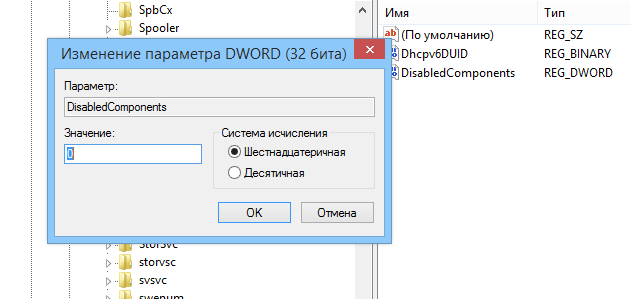 SpbCx
Spooler
Изменение параметра DWORD (32 бита)
Параметр:
DisabledComponents
Значение:
0
Система исчисления
Шестнадцатеричная
Десятичная
OK
Отмена
StorSvc
storvsc
svsvc
swenum
Имя Тип
(По умолчанию) REG_SZ
Dhcpv6DUID REG_BINARY
DisabledComponents REG_DWORD